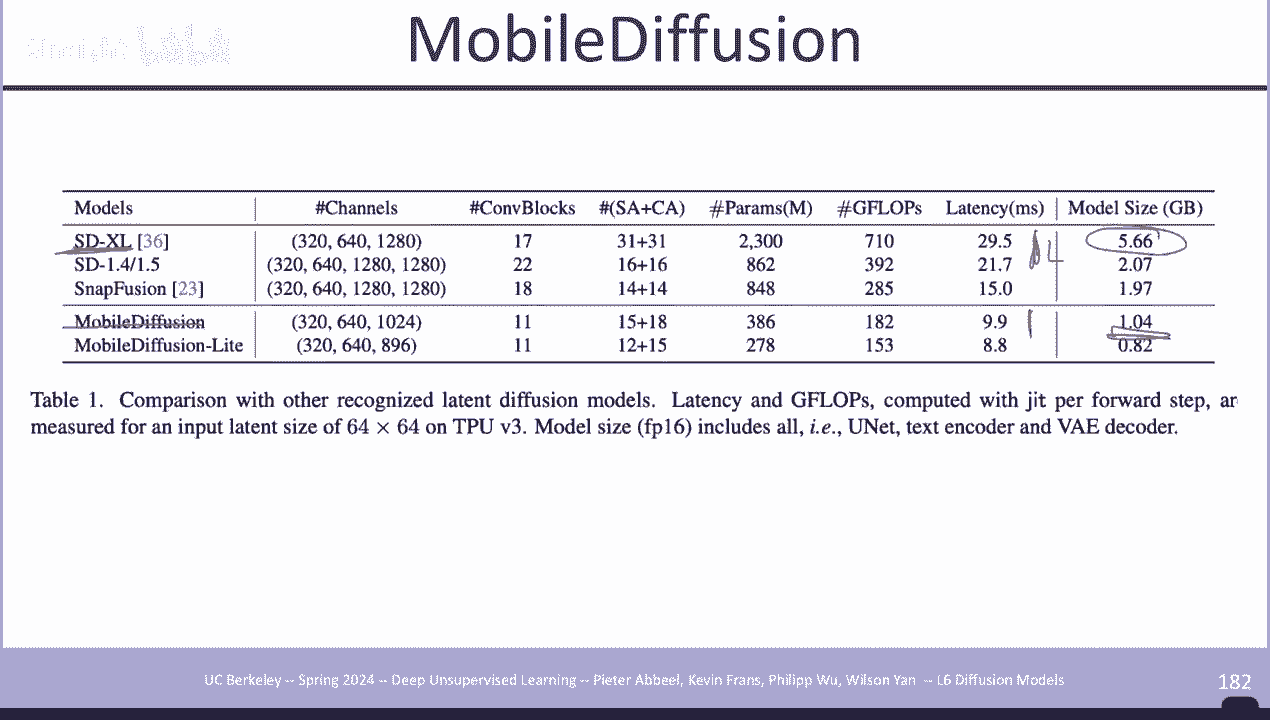 MobileDiffusion
Models #Channels #ConvBlocks #(SA+CA) #Params(M) #GFLOPs Latency(ms) Model Size (GB)
SD-XL [36] (320, 640, 1280) 17 31+31 2,300 710 29.5 5.66
SD-1.4/1.5 (320, 640, 1280, 1280) 22 16+16 862 392 21.7 2.07
SnapFusion [23] (320, 640, 1280, 1280) 18 14+14 848 285 15.0 1.97
MobileDiffusion (320, 640, 1024) 11 15+18 386 182 9.9 1.04
MobileDiffusion-Lite (320, 640, 896) 11 12+15 278 153 8.8 0.82
Table 1. Comparison with other recognized latent diffusion models. Latency and GFLOPs, computed with jit per forward step, ar
measured for an input latent size of 64 × 64 on TPU v3. Model size (fp16) includes all, i.e., UNet, text encoder and VAE decoder.
UC Berkeley -- Spring 2024 -- Deep Unsupervised Learning -- Pieter Abbeel, Kevin Frans, Philipp Wu, Wilson Yan -- L6 Diffusion Models
182